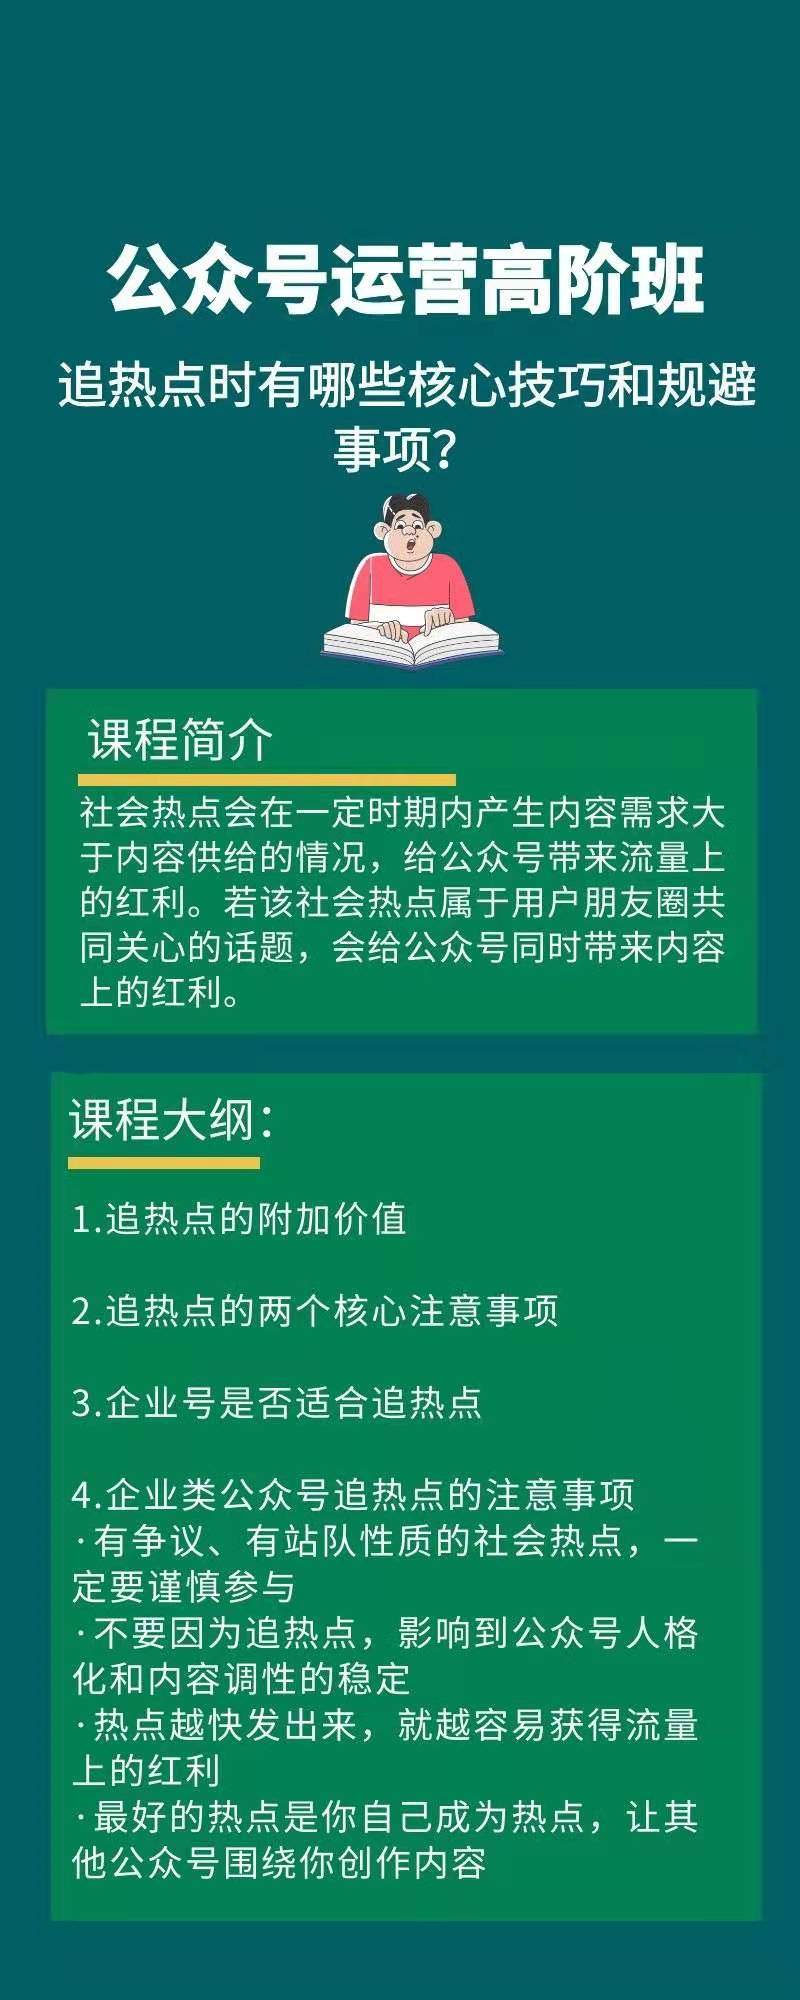 公众号运营高阶班
追热点时有哪些核心技巧和规避
事项？
课程简介
社会热点会在一定时期内产生内容需求大
于内容供给的情况，给公众号带来流量上
的红利。若该社会热点属于用户朋友圈共
同关心的话题，会给公众号同时带来内容
上的红利。
课程大纲：
1.追热点的附加价值
2.追热点的两个核心注意事项
3.企业号是否适合追热点
4.企业类公众号追热点的注意事项
·有争议、有站队性质的社会热点，一
定要谨慎参与
·不要因为追热点，影响到公众号人格
化和内容调性的稳定
·热点越快发出来，就越容易获得流量
上的红利
·最好的热点是你自己成为热点，让其
他公众号围绕你创作内容